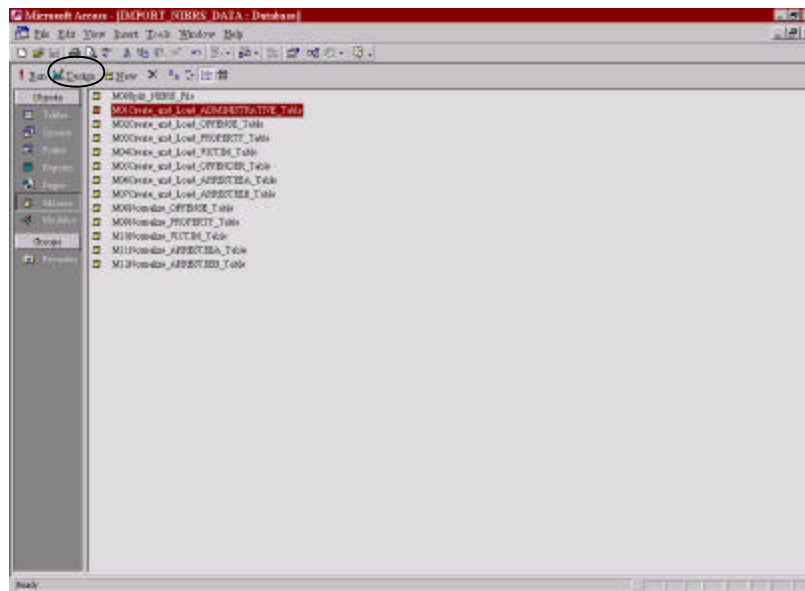 Microsoft Access - [IMPORT_NIBRS_DATA : Database]
File Edit View Insert Tools Window Help
Run Design New
Objects
Tables
Queries
Forms
Reports
Pages
Macros
Modules
Groups
Favorites
M00Split_NIBRS_File
M01Create_and_Load_ADMINISTRATIVE_Table
M02Create_and_Load_OFFENSE_Table
M03Create_and_Load_PROPERTY_Table
M04Create_and_Load_VICTIM_Table
M05Create_and_Load_OFFENDER_Table
M06Create_and_Load_ARRESTEEA_Table
M07Create_and_Load_ARRESTEEB_Table
M08Normalize_OFFENSE_Table
M09Normalize_PROPERTY_Table
M10Normalize_VICTIM_Table
M11Normalize_ARRESTEEA_Table
M12Normalize_ARRESTEEB_Table
Ready